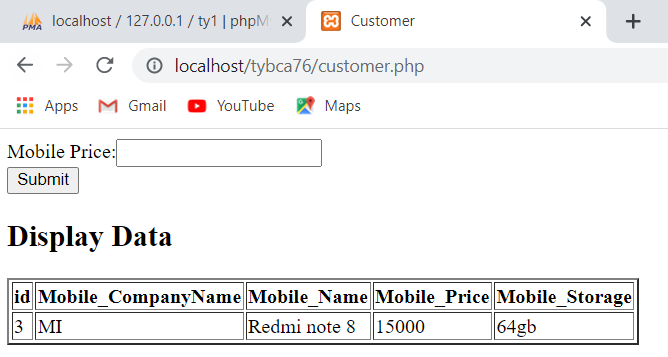 localhost / 127.0.0.1 / ty1 | phpM
PMA
Customer
localhost/tybca76/customer.php
Apps Gmail YouTube Maps
Mobile Price:
Submit
Display Data
id Mobile_CompanyName Mobile_Name Mobile_Price Mobile_Storage
3 MI Redmi note 8 15000 64gb